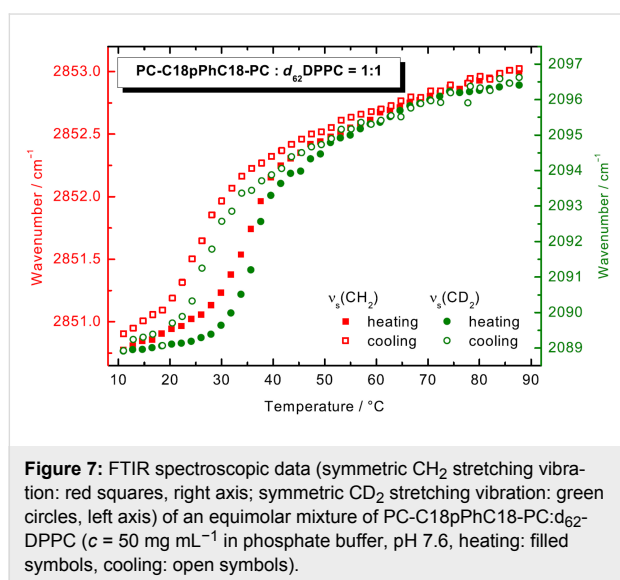 PC-C18pPhC18-PC : d₆₂DPPC = 1:1
2853.0
2852.5
2852.0
2851.5
2851.0
Wavenumber / cm⁻¹
2097
2096
2095
2094
2093
2092
2091
2090
2089
Wavenumber / cm⁻¹
νₛ(CH₂) νₛ(CD₂)
heating heating
cooling cooling
10 20 30 40 50 60 70 80 90
Temperature / °C
Figure 7: FTIR spectroscopic data (symmetric CH₂ stretching vibra-
tion: red squares, right axis; symmetric CD₂ stretching vibration: green
circles, left axis) of an equimolar mixture of PC-C18pPhC18-PC:d₆₂-
DPPC (c = 50 mg mL⁻¹ in phosphate buffer, pH 7.6, heating: filled
symbols, cooling: open symbols).